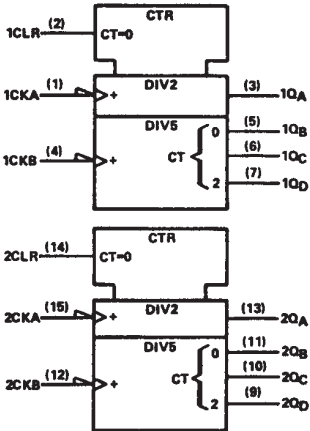 CTR
1CLR (2) CT=0
DIV2
1CKA (1) + (3) 1QA
DIV5
0 (5) 1QB
1CKB (4) + CT (6) 1QC
2 (7) 1QD
CTR
2CLR (14) CT=0
DIV2
2CKA (15) + (13) 2QA
DIV5
0 (11) 2QB
2CKB (12) + CT (10) 2QC
2 (9) 2QD